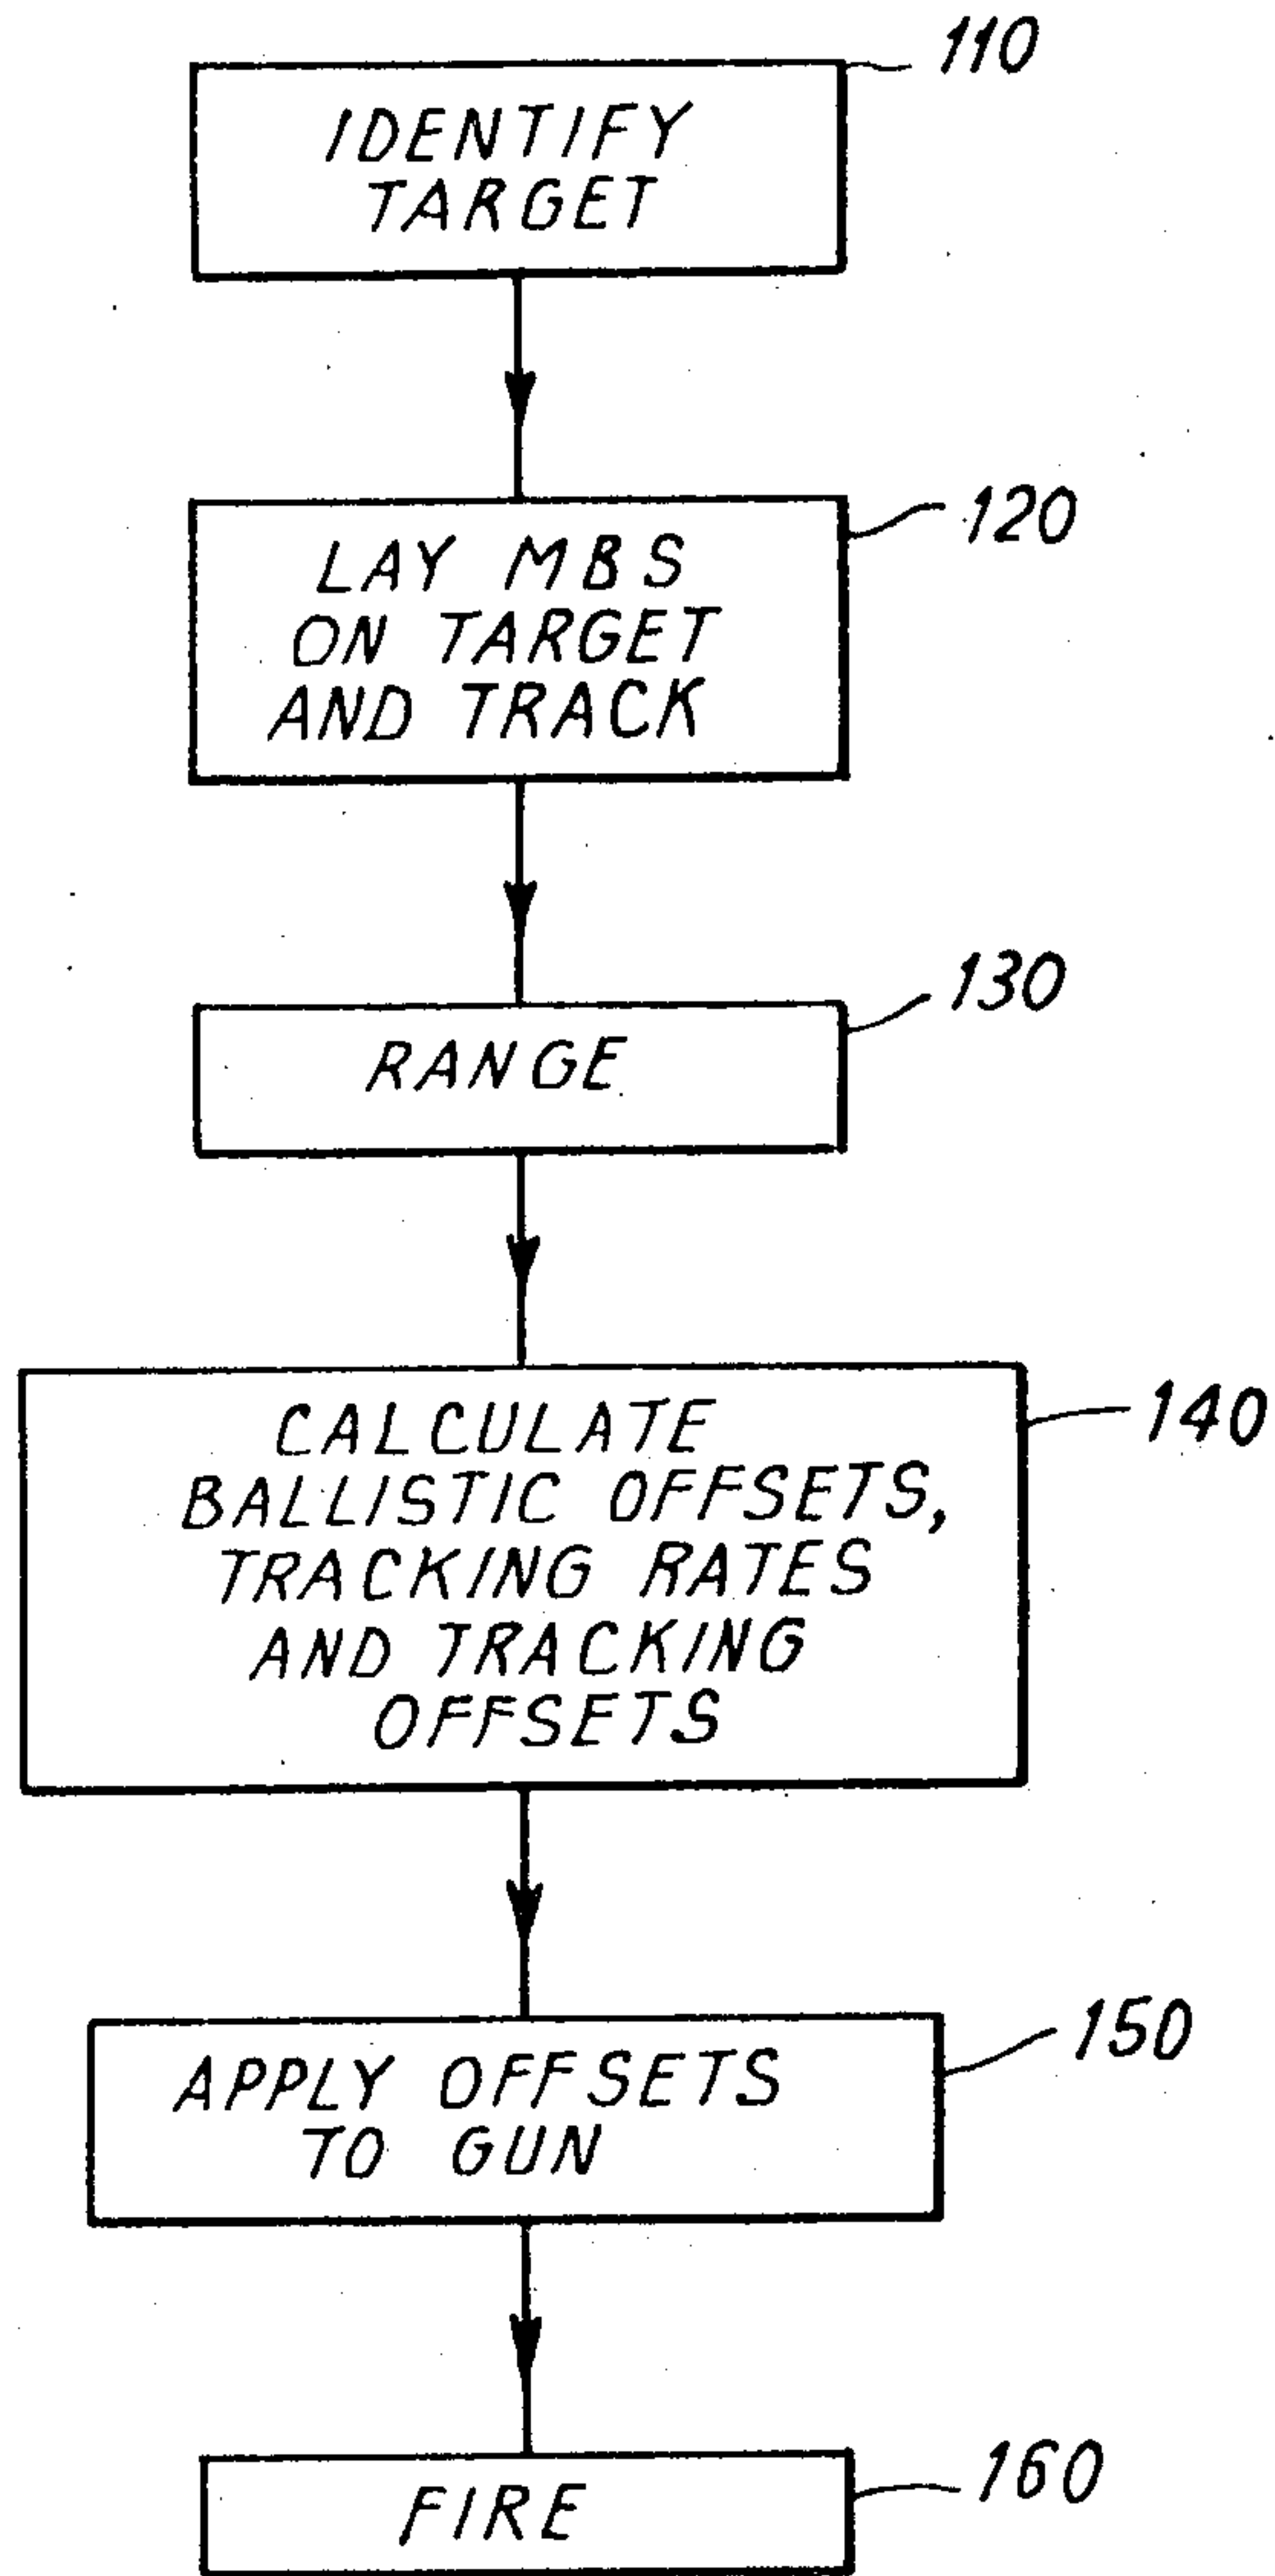 110
IDENTIFY
TARGET
120
LAY MBS
ON TARGET
AND TRACK
130
RANGE
140
CALCULATE
BALLISTIC OFFSETS,
TRACKING RATES
AND TRACKING
OFFSETS
150
APPLY OFFSETS
TO GUN
160
FIRE